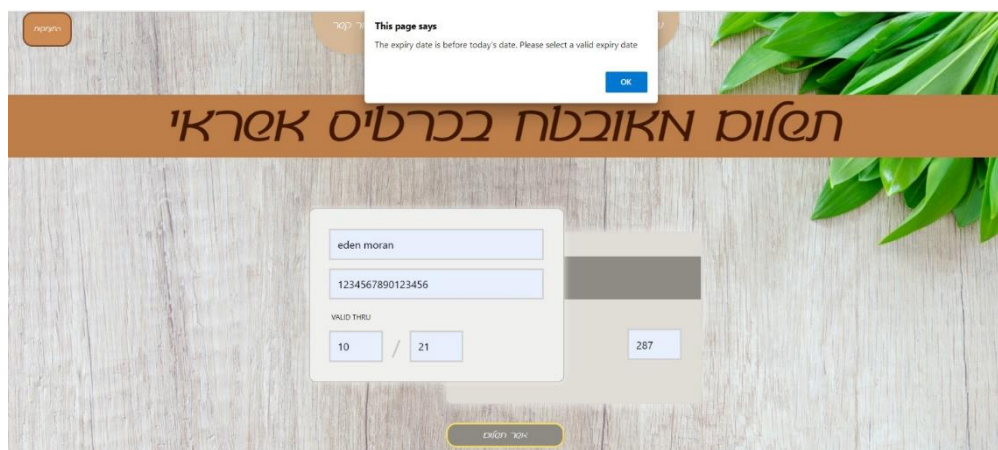 התנתקות
This page says
The expiry date is before today's date. Please select a valid expiry date
OK
תשלום מאובטח בכרטיס אשראי
eden moran
1234567890123456
VALID THRU
10 / 21
287
אשר תשלום